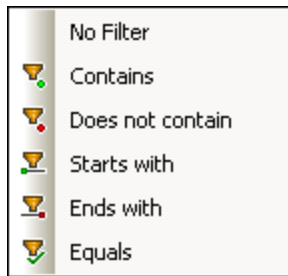 No Filter
Contains
Does not contain
Starts with
Ends with
Equals